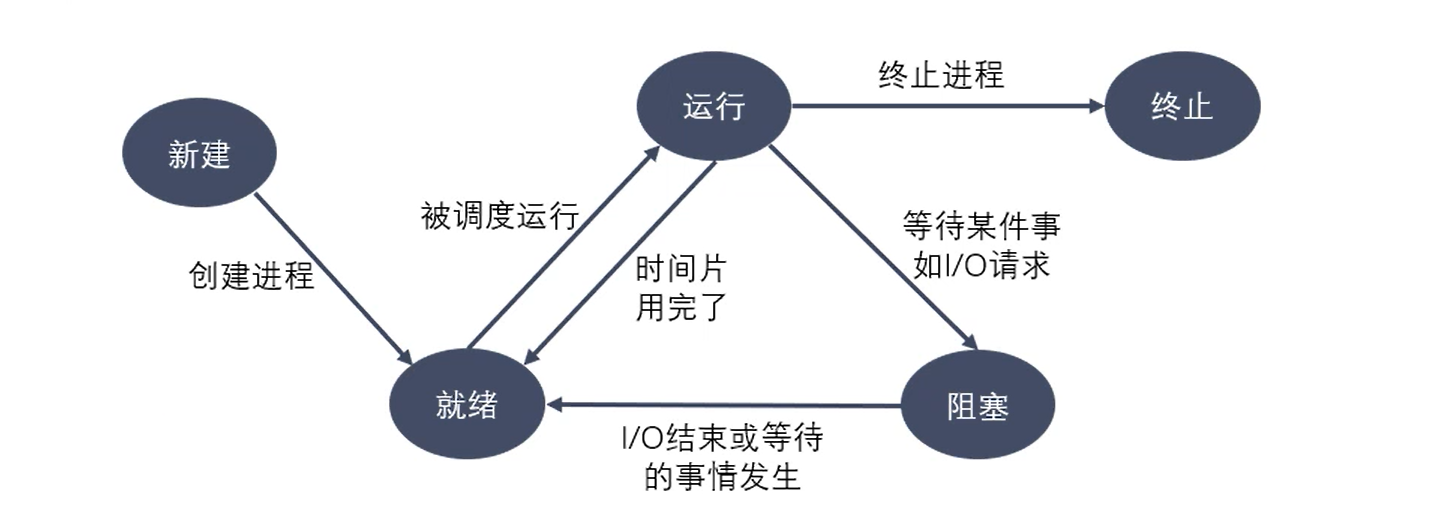 运行
终止进程
终止
新建
被调度运行
等待某件事
如I/O请求
创建进程
时间片
用完了
就绪
阻塞
I/O结束或等待
的事情发生